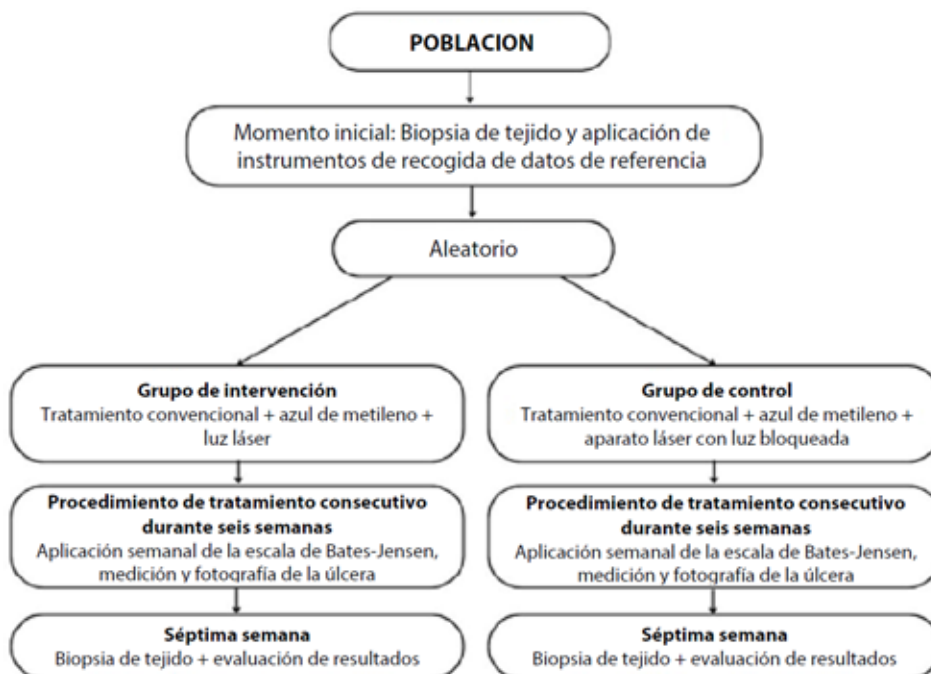 POBLACION
Momento inicial: Biopsia de tejido y aplicación de
instrumentos de recogida de datos de referencia
Aleatorio
Grupo de intervención
Tratamiento convencional + azul de metileno +
luz láser
Grupo de control
Tratamiento convencional + azul de metileno +
aparato láser con luz bloqueada
Procedimiento de tratamiento consecutivo
durante seis semanas
Aplicación semanal de la escala de Bates-Jensen,
medición y fotografía de la úlcera
Procedimiento de tratamiento consecutivo
durante seis semanas
Aplicación semanal de la escala de Bates-Jensen,
medición y fotografía de la úlcera
Séptima semana
Biopsia de tejido + evaluación de resultados
Séptima semana
Biopsia de tejido + evaluación de resultados